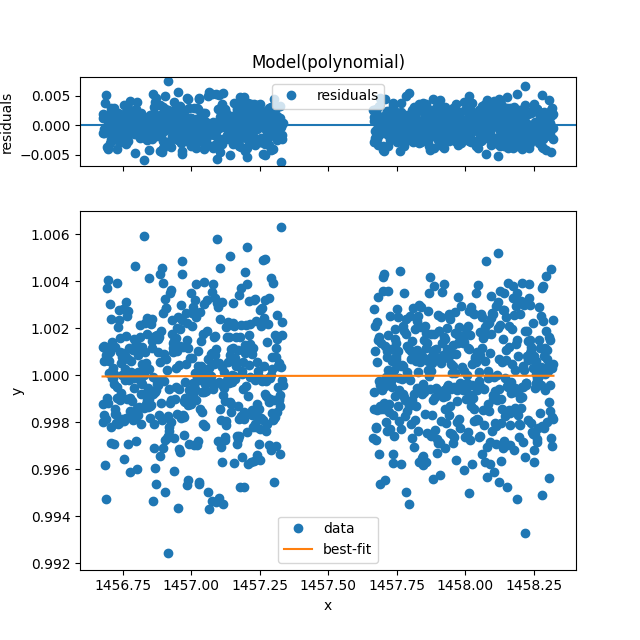 Model(polynomial)
residuals
0.005
0.000
−0.005
residuals
y
1.006
1.004
1.002
1.000
0.998
0.996
0.994
0.992
data
best-fit
1456.75 1457.00 1457.25 1457.50 1457.75 1458.00 1458.25
x